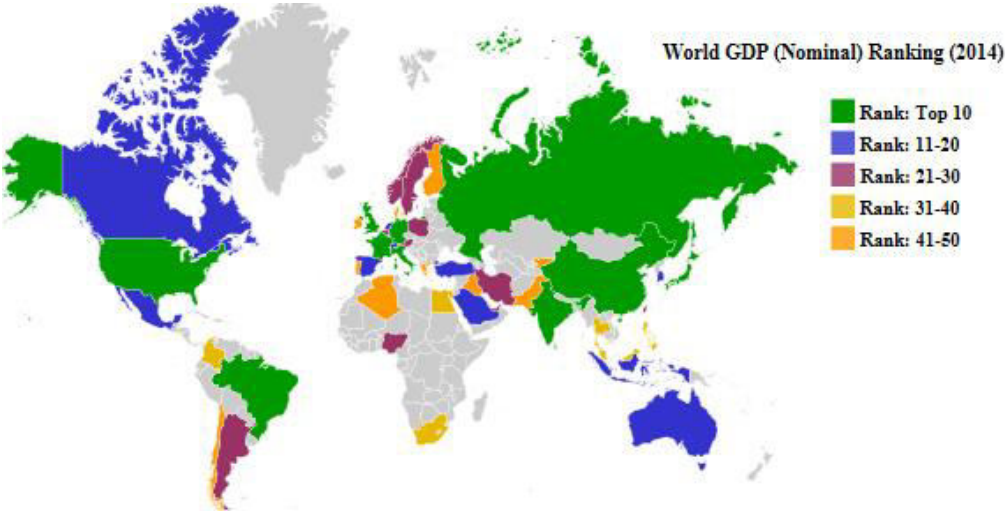 World GDP (Nominal) Ranking (2014)
Rank: Top 10
Rank: 11-20
Rank: 21-30
Rank: 31-40
Rank: 41-50